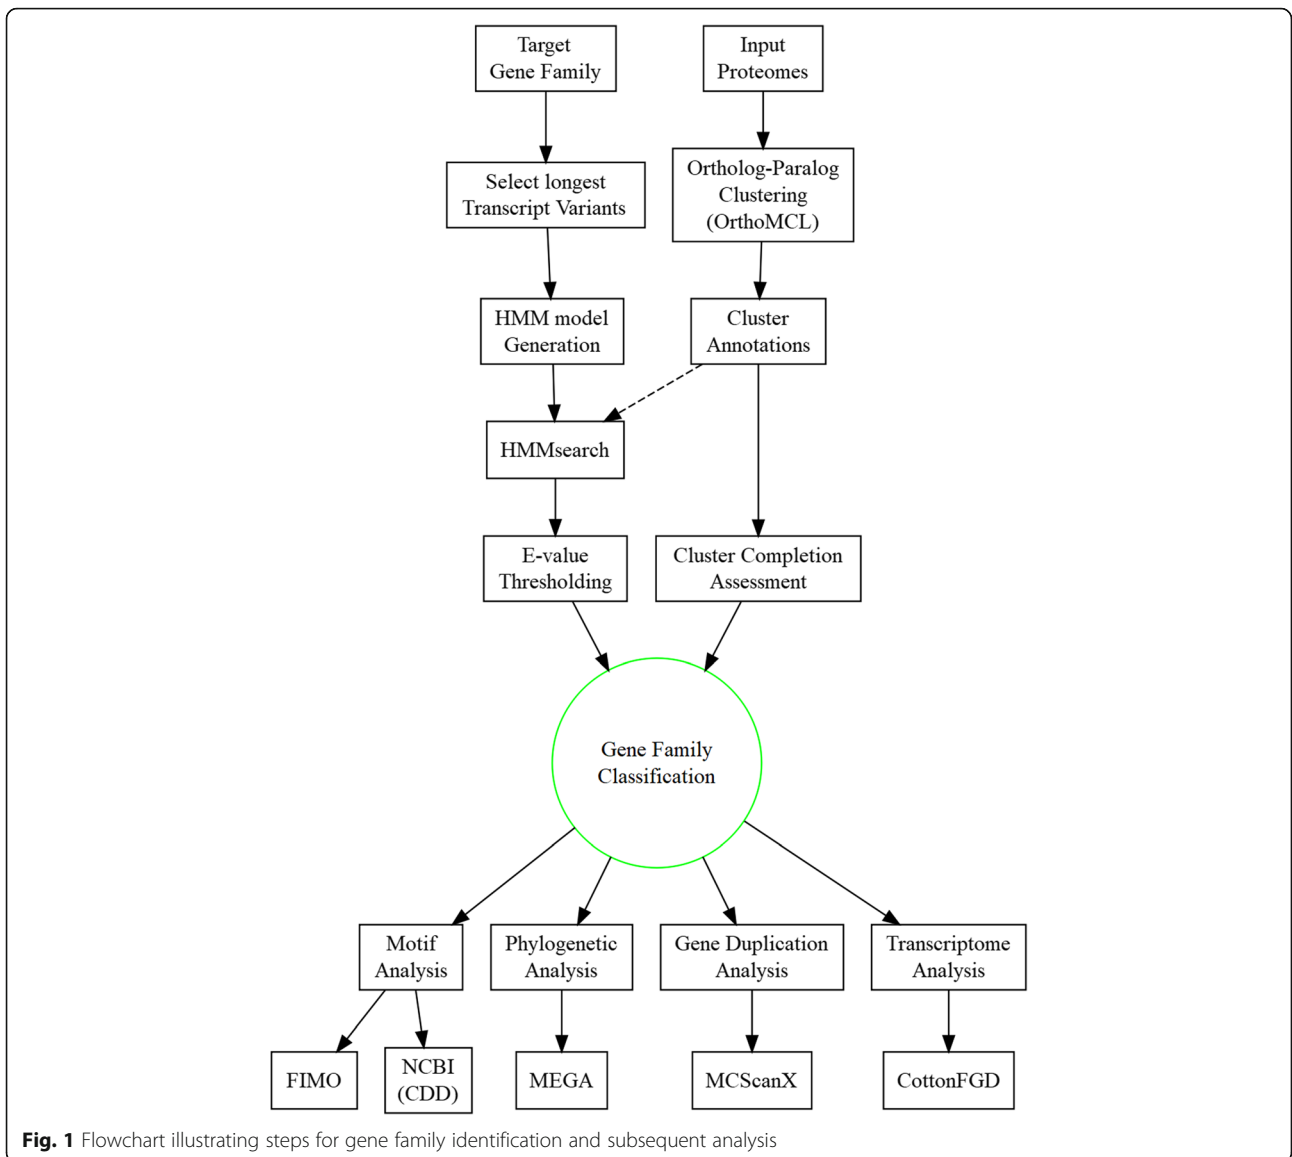 Target
Gene Family
Input
Proteomes
Select longest
Transcript Variants
Ortholog-Paralog
Clustering
(OrthoMCL)
HMM model
Generation
Cluster
Annotations
HMMsearch
E-value
Thresholding
Cluster Completion
Assessment
Gene Family
Classification
Motif
Analysis
Phylogenetic
Analysis
Gene Duplication
Analysis
Transcriptome
Analysis
FIMO
NCBI
(CDD)
MEGA
MCScanX
CottonFGD
Fig. 1 Flowchart illustrating steps for gene family identification and subsequent analysis